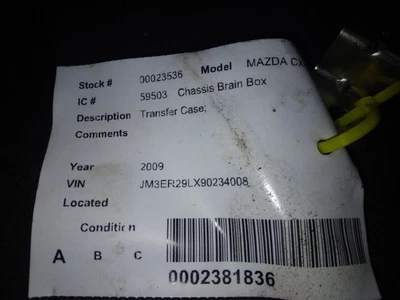 Stock # 00023536 Model MAZDA CX
IC # 59503 Chassis Brain Box
Description Transfer Case;
Comments
Year 2009
VIN JM3ER29LX90234008
Located
Condition
A B C
0002381836